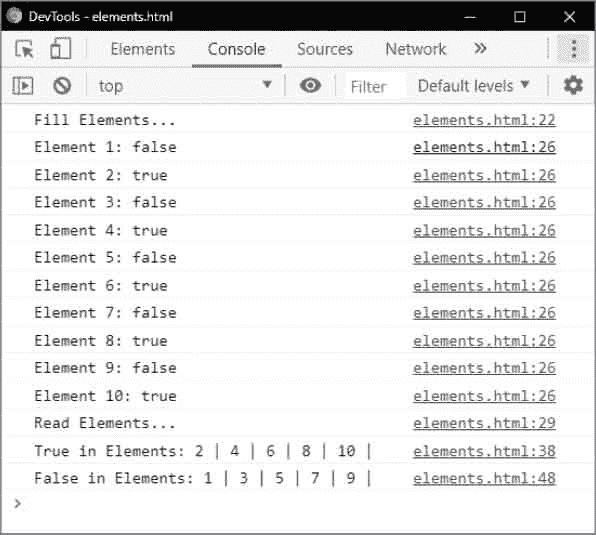 DevTools - elements.html
Elements Console Sources Network »
top Filter Default levels
Fill Elements... elements.html:22
Element 1: false elements.html:26
Element 2: true elements.html:26
Element 3: false elements.html:26
Element 4: true elements.html:26
Element 5: false elements.html:26
Element 6: true elements.html:26
Element 7: false elements.html:26
Element 8: true elements.html:26
Element 9: false elements.html:26
Element 10: true elements.html:26
Read Elements... elements.html:29
True in Elements: 2 | 4 | 6 | 8 | 10 | elements.html:38
False in Elements: 1 | 3 | 5 | 7 | 9 | elements.html:48
>